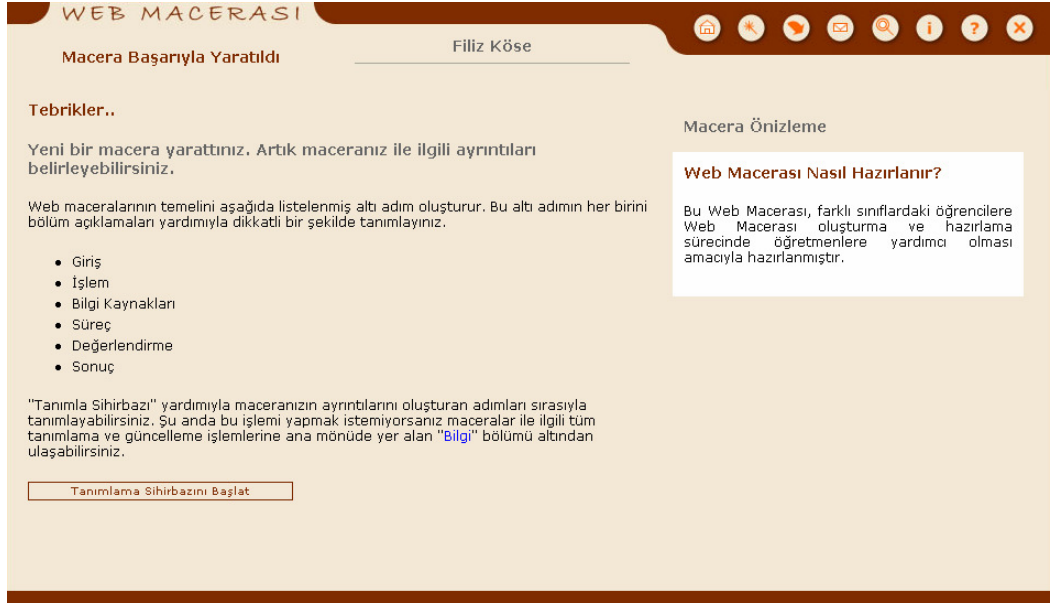 WEB MACERASI
Macera Başarıyla Yaratıldı
Filiz Köse
Tebrikler..
Yeni bir macera yarattınız. Artık maceranız ile ilgili ayrıntıları
belirleyebilirsiniz.
Web maceralarının temelini aşağıda listelenmiş altı adım oluşturur. Bu altı adımın her birini
bölüm açıklamaları yardımıyla dikkatli bir şekilde tanımlayınız.
• Giriş
• İşlem
• Bilgi Kaynakları
• Süreç
• Değerlendirme
• Sonuç
"Tanımla Sihirbazı" yardımıyla maceranızın ayrıntılarını oluşturan adımları sırasıyla
tanımlayabilirsiniz. Şu anda bu işlemi yapmak istemiyorsanız maceralar ile ilgili tüm
tanımlama ve güncelleme işlemlerine ana mönüde yer alan "Bilgi" bölümü altından
ulaşabilirsiniz.
Tanımlama Sihirbazını Başlat
Macera Önizleme
Web Macerası Nasıl Hazırlanır?
Bu Web Macerası, farklı sınıflardaki öğrencilere
Web Macerası oluşturma ve hazırlama
sürecinde öğretmenlere yardımcı olması
amacıyla hazırlanmıştır.